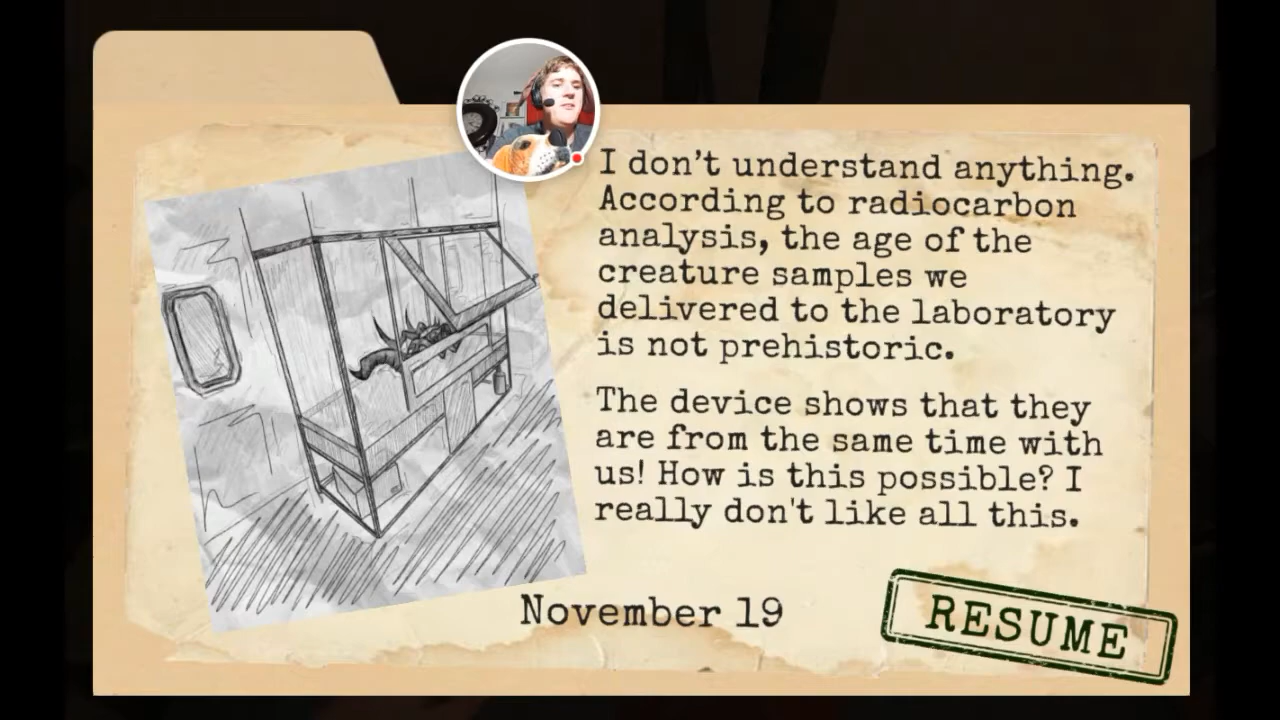 I don’t understand anything.
According to radiocarbon
analysis, the age of the
creature samples we
delivered to the laboratory
is not prehistoric.
The device shows that they
are from the same time with
us! How is this possible? I
really don't like all this.
November 19
RESUME